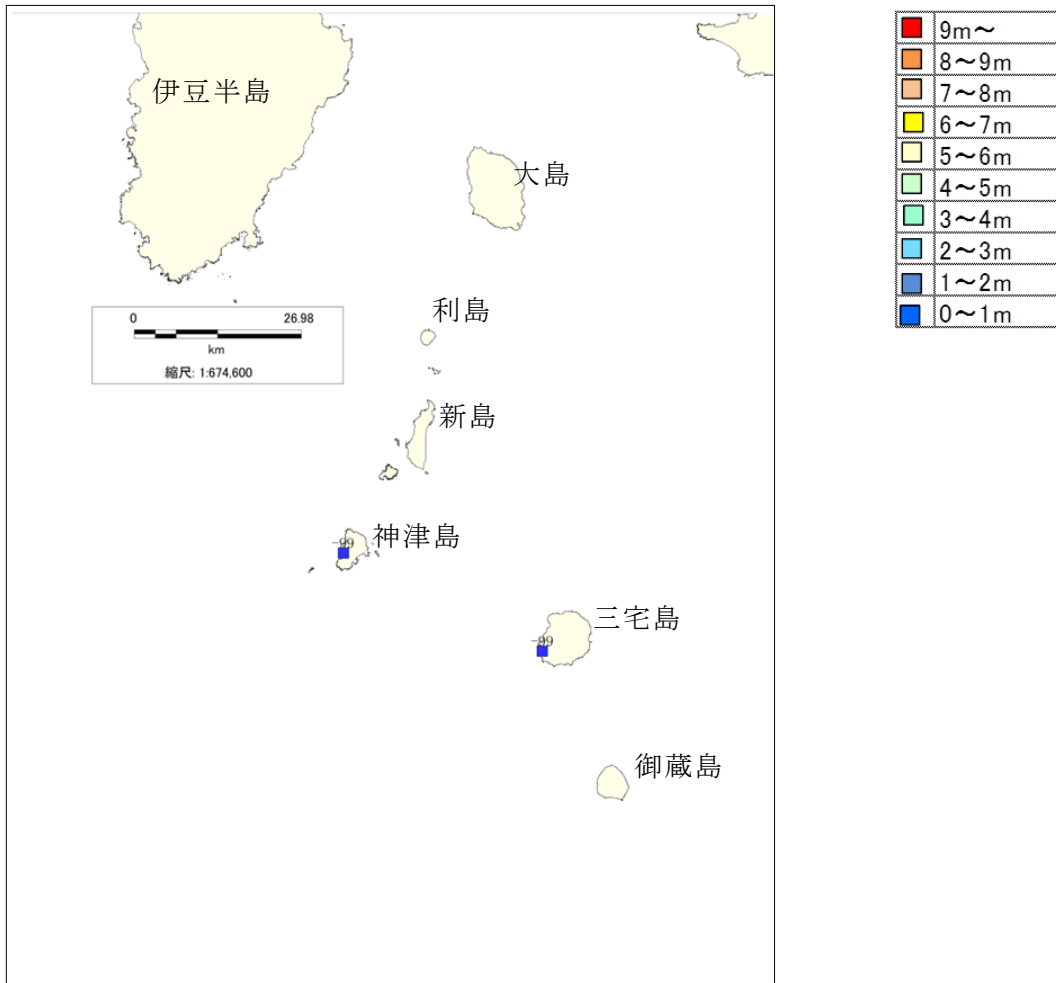 伊豆半島
大島
利島
0 26.98
km
縮尺: 1:674,600
新島
神津島
-99
三宅島
-99
御蔵島
9m～
8～9m
7～8m
6～7m
5～6m
4～5m
3～4m
2～3m
1～2m
0～1m